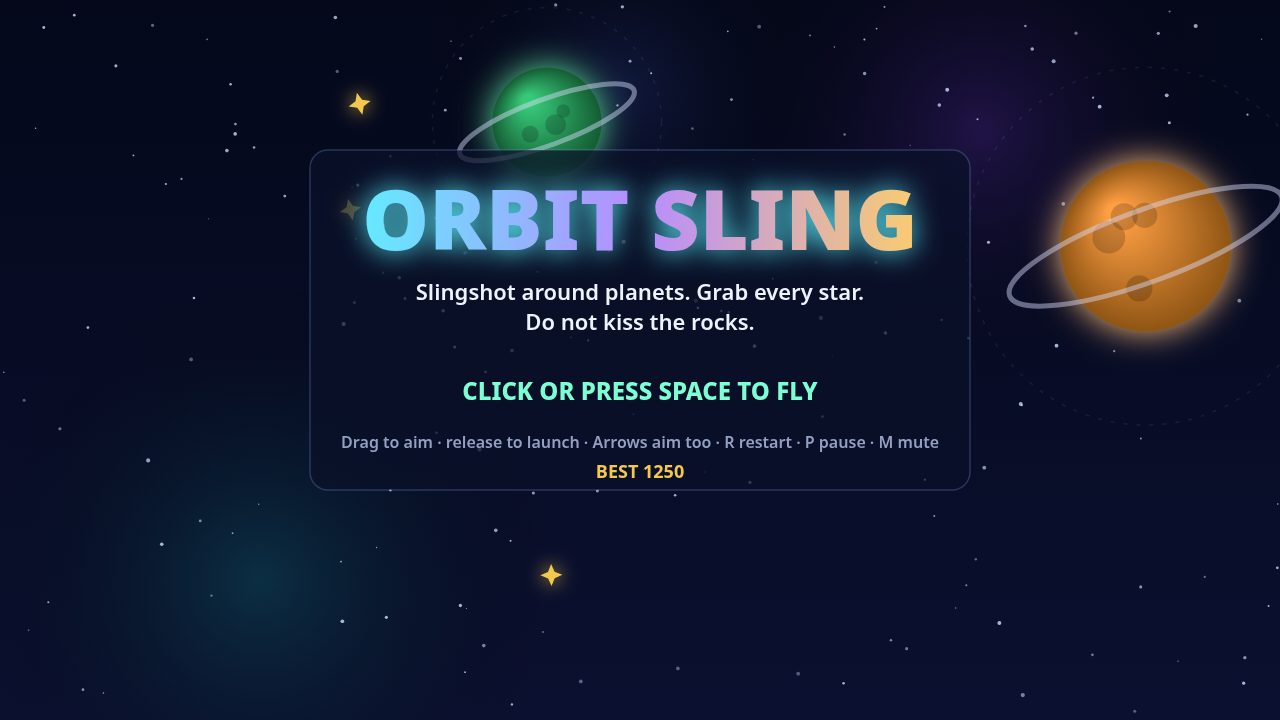 ORBIT SLING
Slingshot around planets. Grab every star.
Do not kiss the rocks.
CLICK OR PRESS SPACE TO FLY
Drag to aim · release to launch · Arrows aim too · R restart · P pause · M mute
BEST 1250